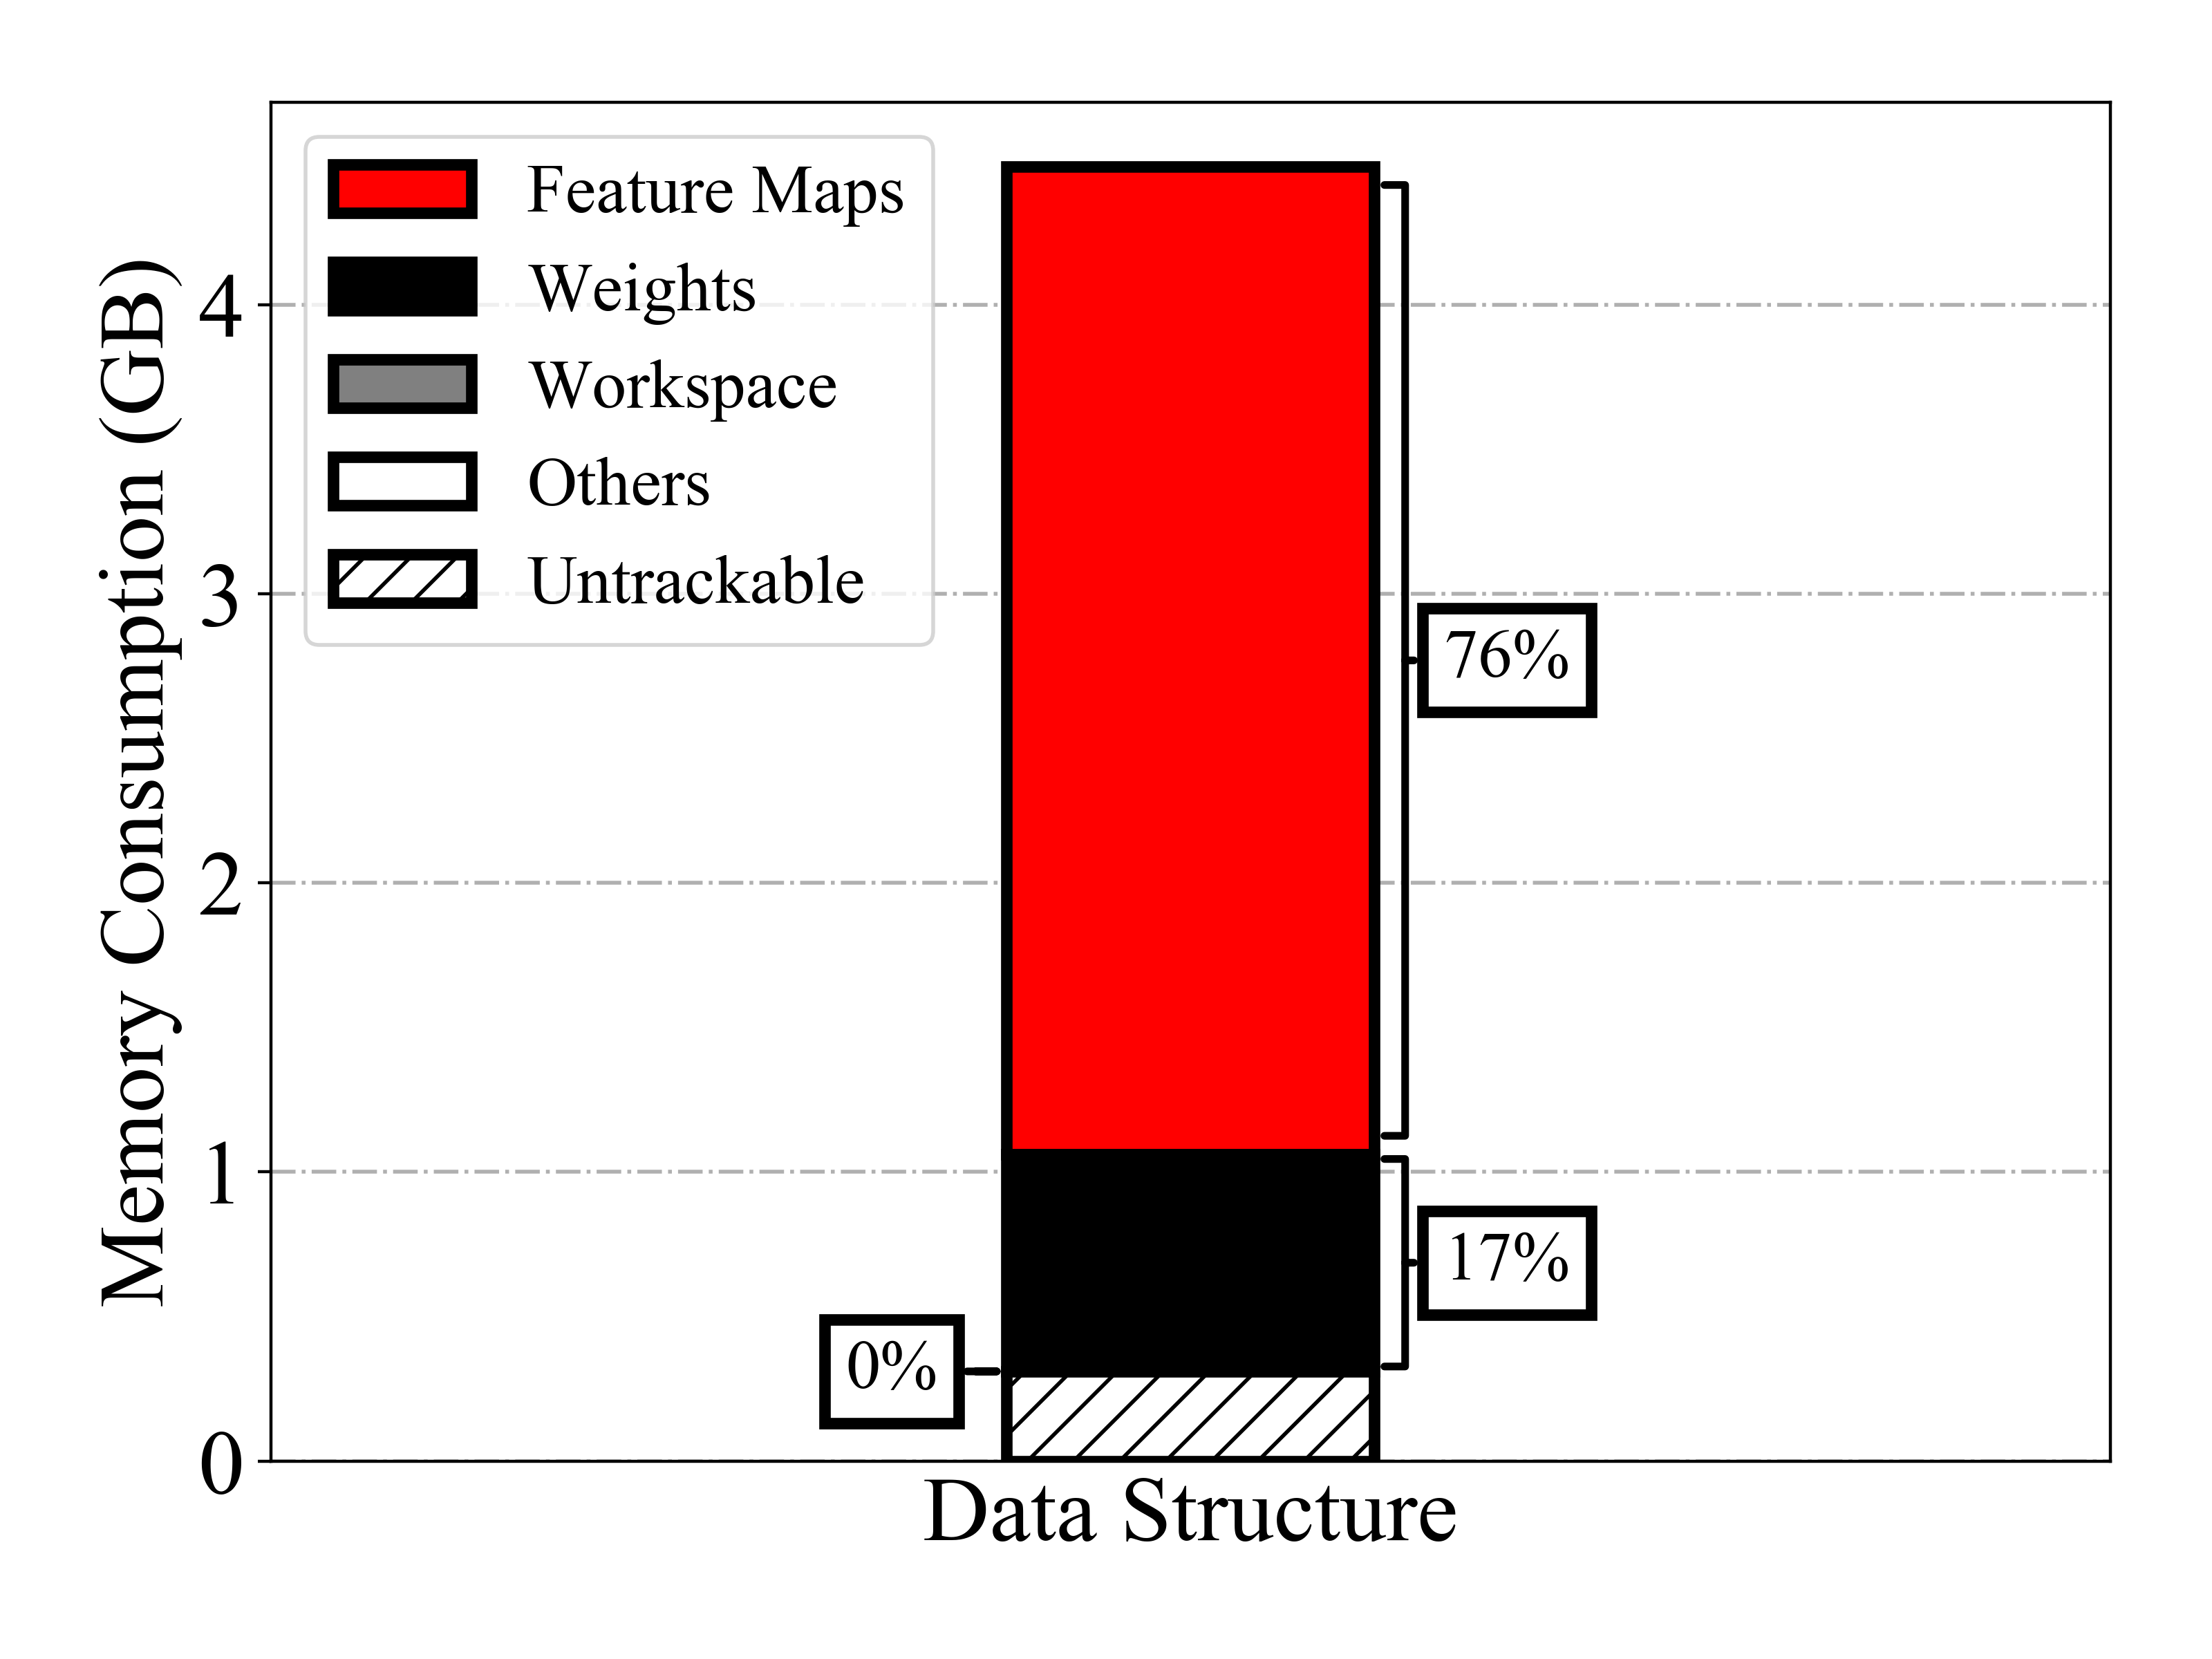 Memory Consumption (GB)
4
3
2
1
0
Feature Maps
Weights
Workspace
Others
Untrackable
76%
17%
0%
Data Structure